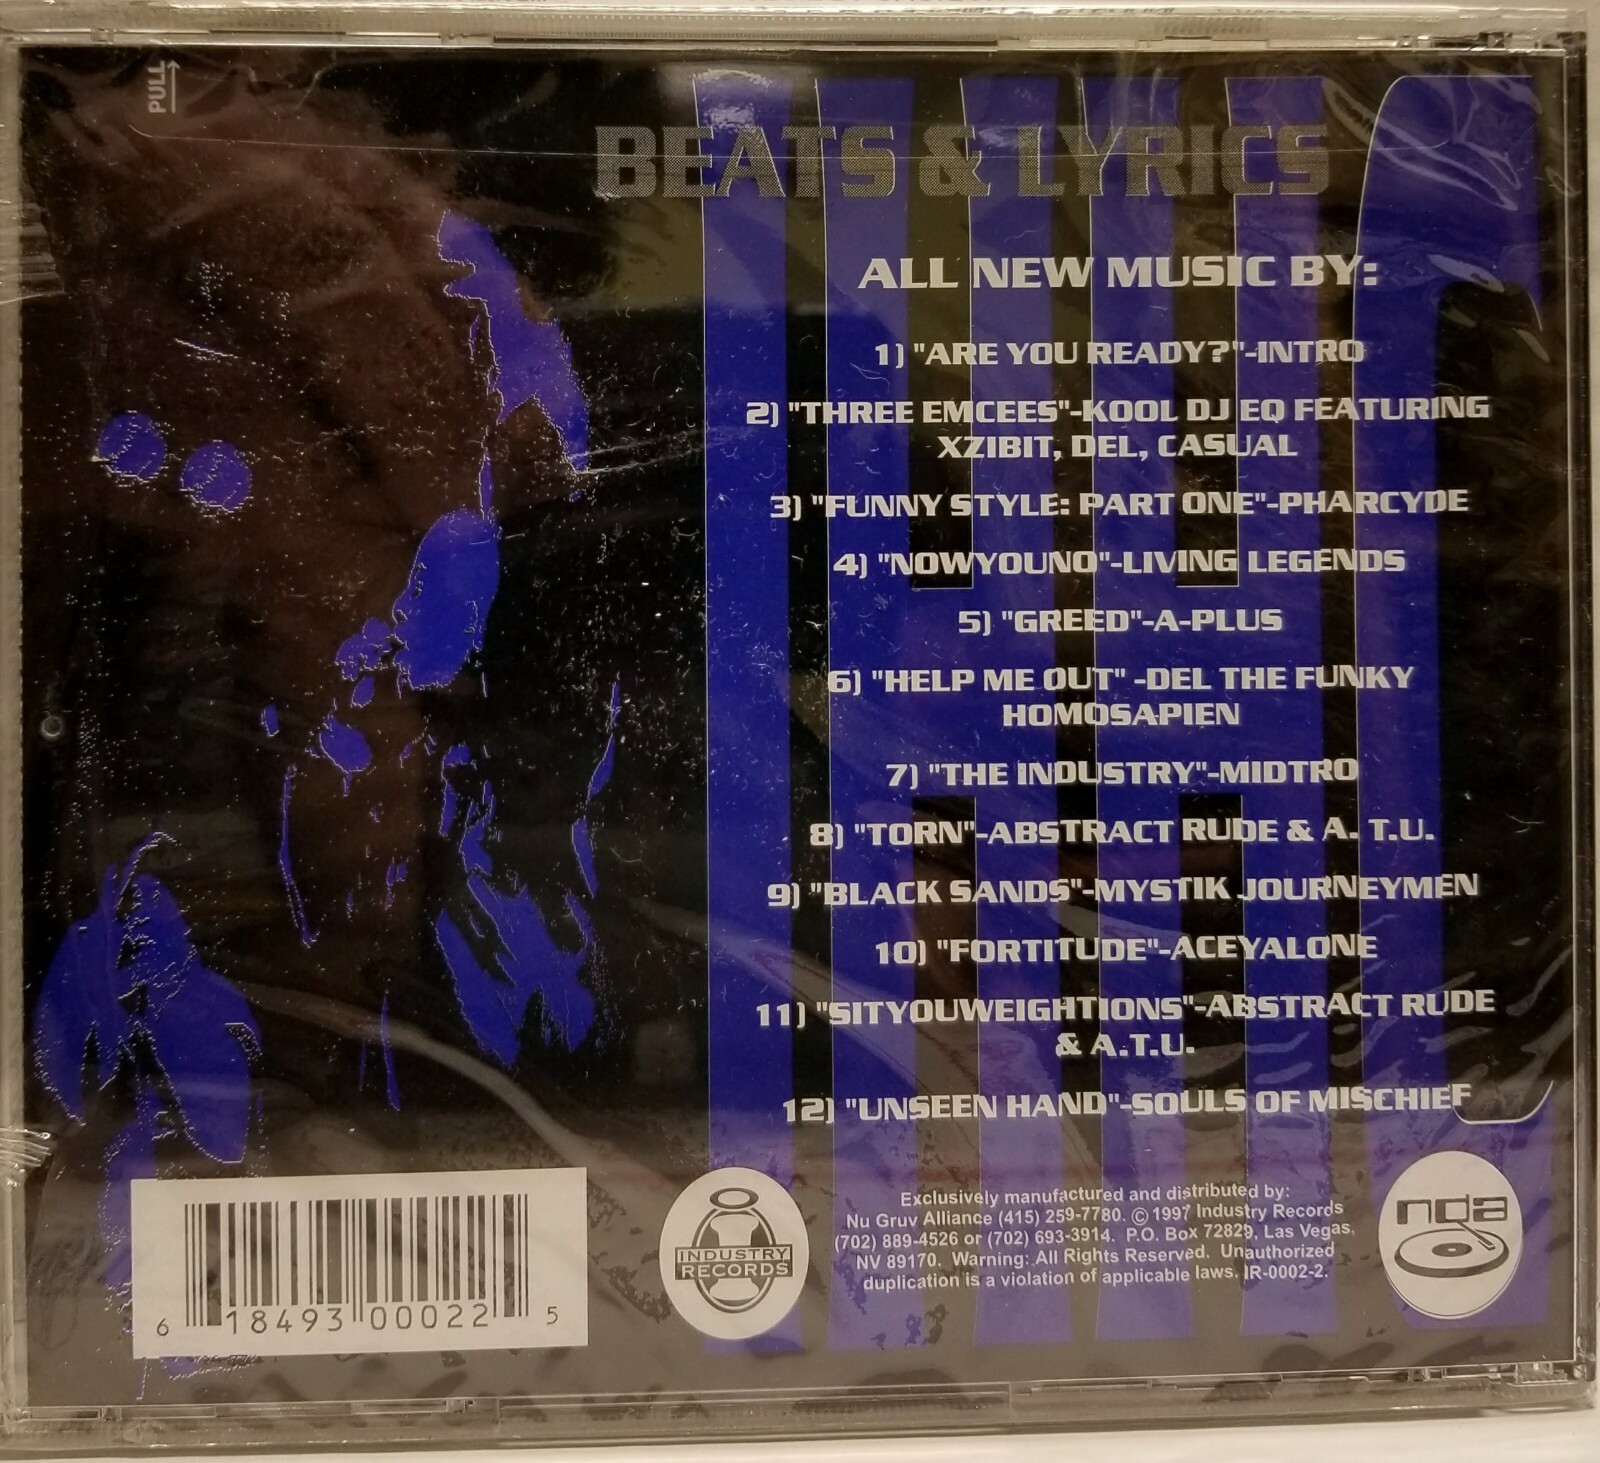 PULL
BEATS & LYRICS
ALL NEW MUSIC BY:
1) "ARE YOU READY?"-INTRO
2) "THREE EMCEES"-KOOL DJ EQ FEATURING
XZIBIT, DEL, CASUAL
3) "FUNNY STYLE: PART ONE"-PHARCYDE
4) "NOWYOUNO"-LIVING LEGENDS
5) "GREED"-A-PLUS
6) "HELP ME OUT" -DEL THE FUNKY
HOMOSAPIEN
7) "THE INDUSTRY"-MIDTRO
8) "TORN"-ABSTRACT RUDE & A. T.U.
9) "BLACK SANDS"-MYSTIK JOURNEYMEN
10) "FORTITUDE"-ACEYALONE
11) "SITYOUWEIGHTIONS"-ABSTRACT RUDE
& A.T.U.
12) "UNSEEN HAND"-SOULS OF MISCHIEF
6 18493 00022 5
INDUSTRY
RECORDS
Exclusively manufactured and distributed by:
Nu Gruv Alliance (415) 259-7780. © 1997 Industry Records
(702) 889-4526 or (702) 693-3914. P.O. Box 72829, Las Vegas,
NV 89170. Warning: All Rights Reserved. Unauthorized
duplication is a violation of applicable laws. IR-0002-2.
nga